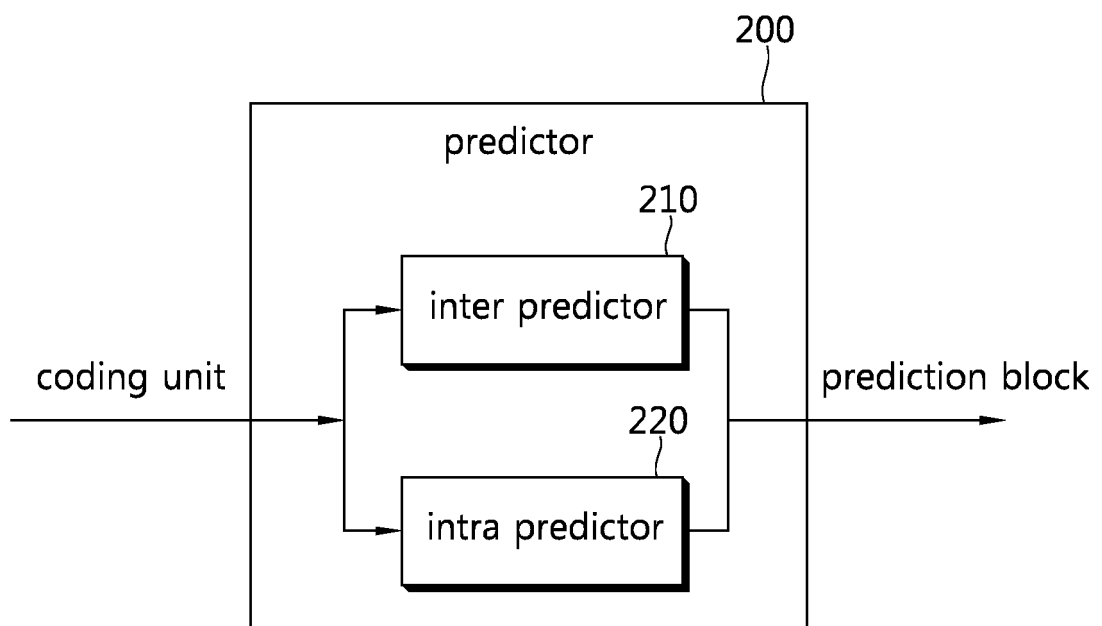 200
predictor
210
inter predictor
coding unit
prediction block
220
intra predictor